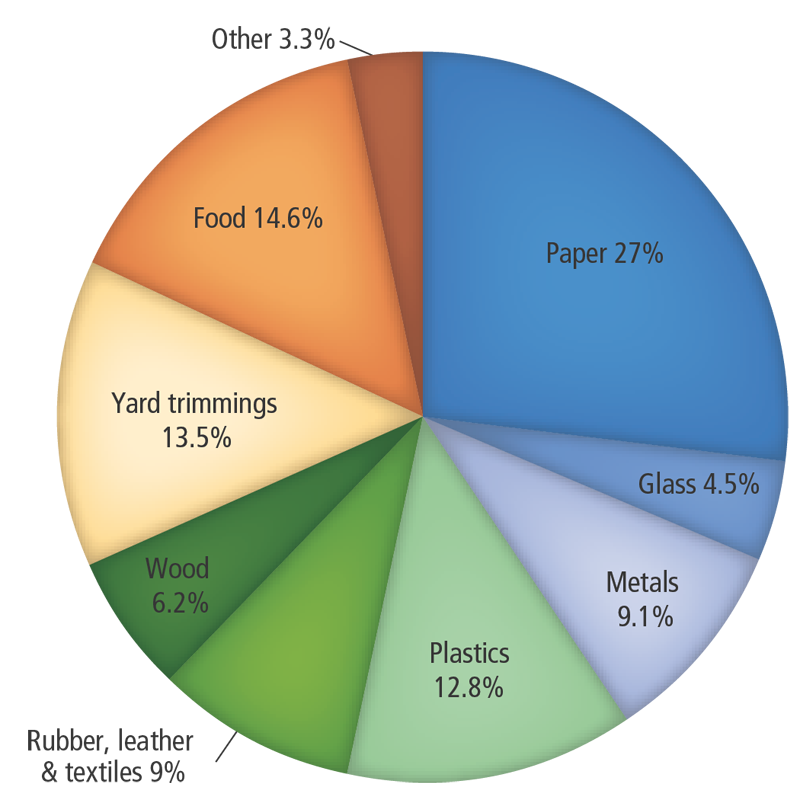 Other 3.3%
Paper 27%
Food 14.6%
Yard trimmings
13.5%
Glass 4.5%
Wood
6.2%
Metals
9.1%
Plastics
12.8%
Rubber, leather
& textiles 9%